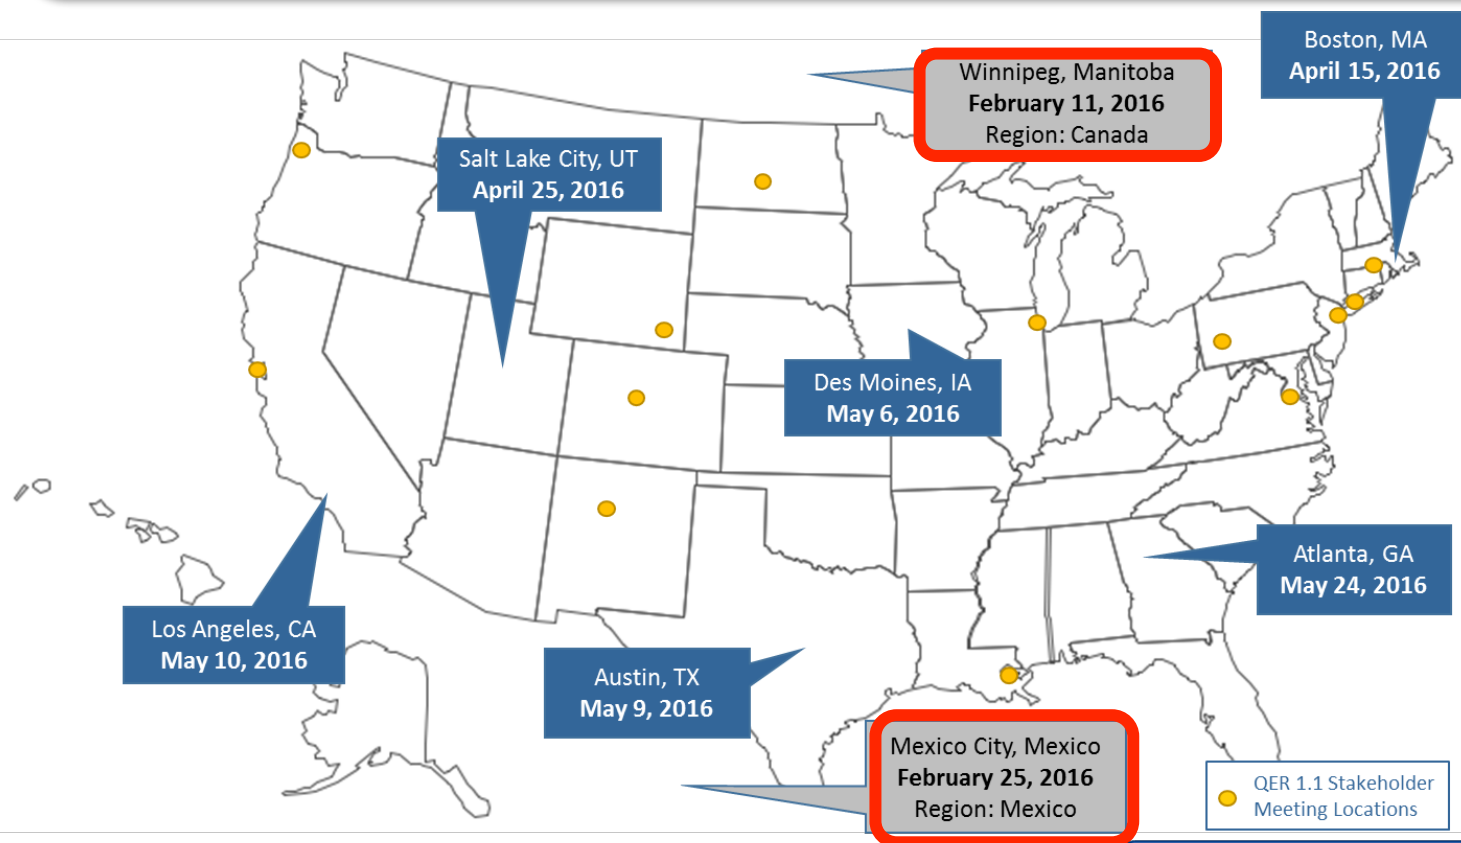 Boston, MA
April 15, 2016
Winnipeg, Manitoba
February 11, 2016
Region: Canada
Salt Lake City, UT
April 25, 2016
Des Moines, IA
May 6, 2016
Atlanta, GA
May 24, 2016
Los Angeles, CA
May 10, 2016
Austin, TX
May 9, 2016
Mexico City, Mexico
February 25, 2016
Region: Mexico
QER 1.1 Stakeholder
Meeting Locations